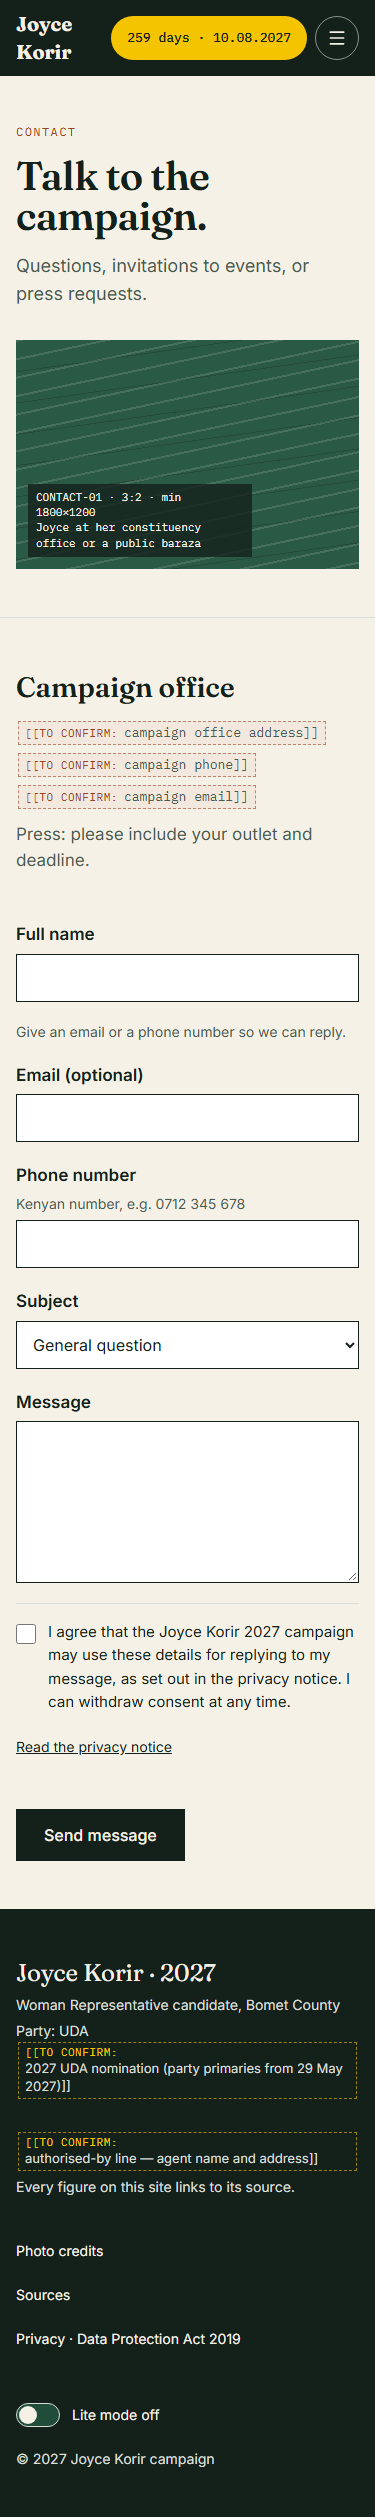 Joyce
Korir
259 days · 10.08.2027
CONTACT
Talk to the
campaign.
Questions, invitations to events, or
press requests.
CONTACT-01 · 3:2 · min
1800×1200
Joyce at her constituency
office or a public baraza
Campaign office
[[TO CONFIRM: campaign office address]]
[[TO CONFIRM: campaign phone]]
[[TO CONFIRM: campaign email]]
Press: please include your outlet and
deadline.
Full name
Give an email or a phone number so we can reply.
Email (optional)
Phone number
Kenyan number, e.g. 0712 345 678
Subject
General question
Message
I agree that the Joyce Korir 2027 campaign
may use these details for replying to my
message, as set out in the privacy notice. I
can withdraw consent at any time.
Read the privacy notice
Send message
Joyce Korir · 2027
Woman Representative candidate, Bomet County
Party: UDA
[[TO CONFIRM:
2027 UDA nomination (party primaries from 29 May
2027)]]
[[TO CONFIRM:
authorised-by line — agent name and address]]
Every figure on this site links to its source.
Photo credits
Sources
Privacy · Data Protection Act 2019
Lite mode off
© 2027 Joyce Korir campaign